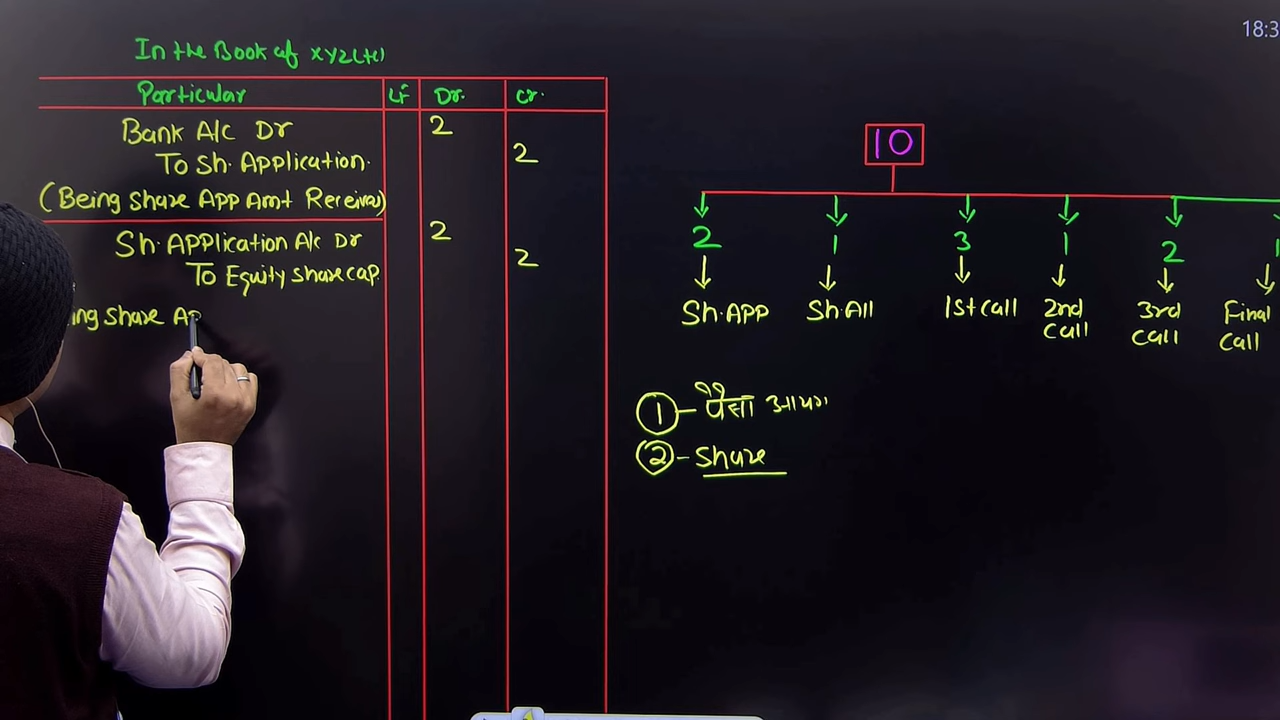 18:3
In the Book of XYZ Ltd
Particular LF Dr. Cr.
Bank A/c Dr 2
To Sh. Application. 2
(Being Share App Amt Received)
Sh. Application A/c Dr 2
To Equity Share cap. 2
ing Share Ap
10
2 1 3 1 2 1
Sh. APP Sh. All 1st call 2nd call 3rd call Final call
① – पैसा
② – Share